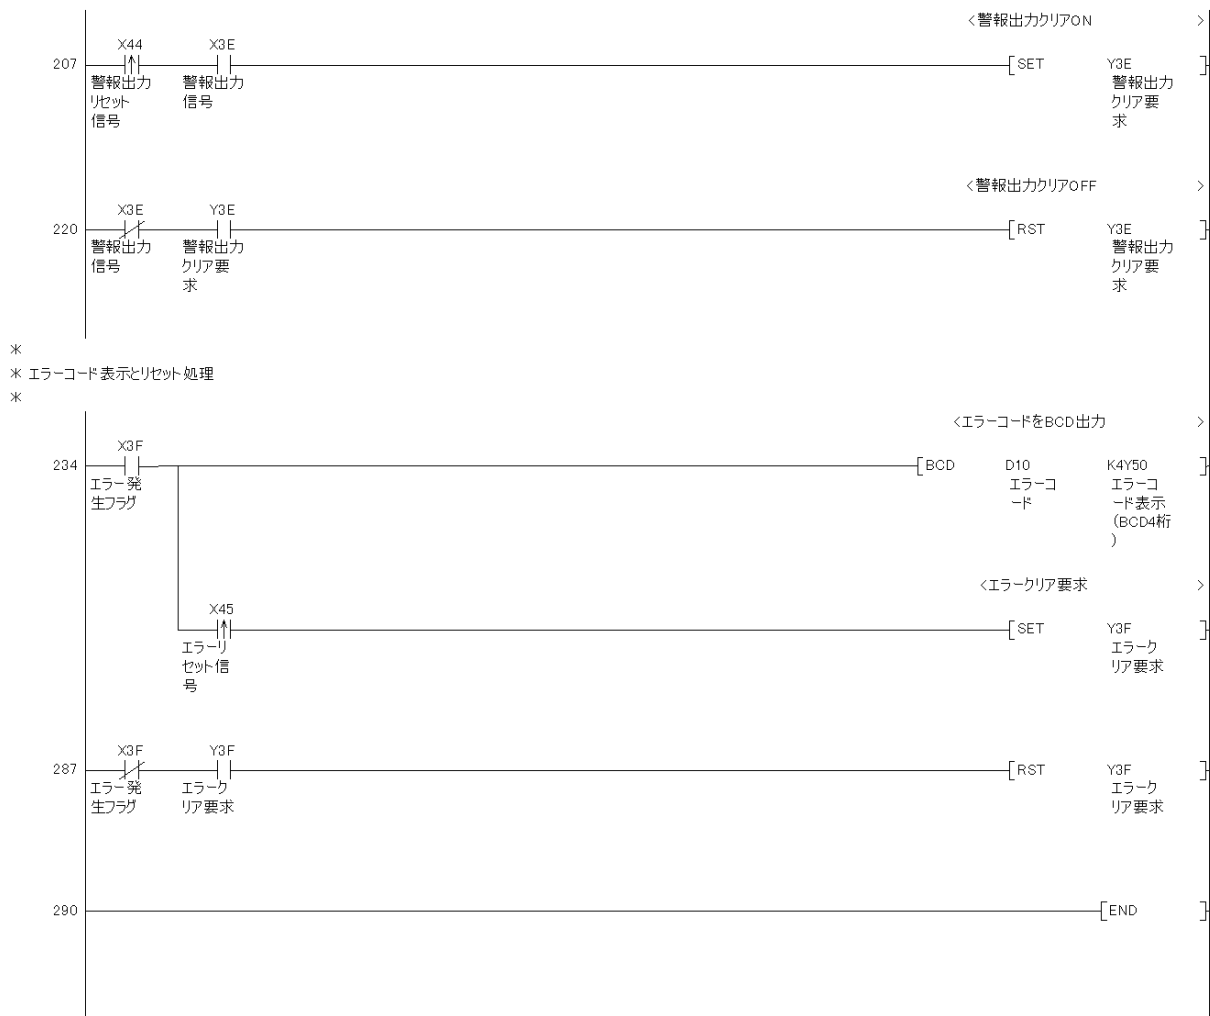 <警報出力クリアON >
X44 X3E
207 [SET Y3E ]
警報出力 警報出力 警報出力
リセット 信号 クリア要
信号 求
<警報出力クリアOFF >
X3E Y3E
220 [RST Y3E ]
警報出力 警報出力 警報出力
信号 クリア要 クリア要
求 求
*
* エラーコード表示とリセット処理
*
<エラーコードをBCD出力 >
X3F
234 [BCD D10 K4Y50 ]
エラー発 エラーコ エラーコ
生フラグ ード ード表示
(BCD4桁
)
<エラークリア要求 >
X45
[SET Y3F ]
エラーリ エラーク
セット信 リア要求
号
X3F Y3F
287 [RST Y3F ]
エラー発 エラーク エラーク
生フラグ リア要求 リア要求
290 [END ]